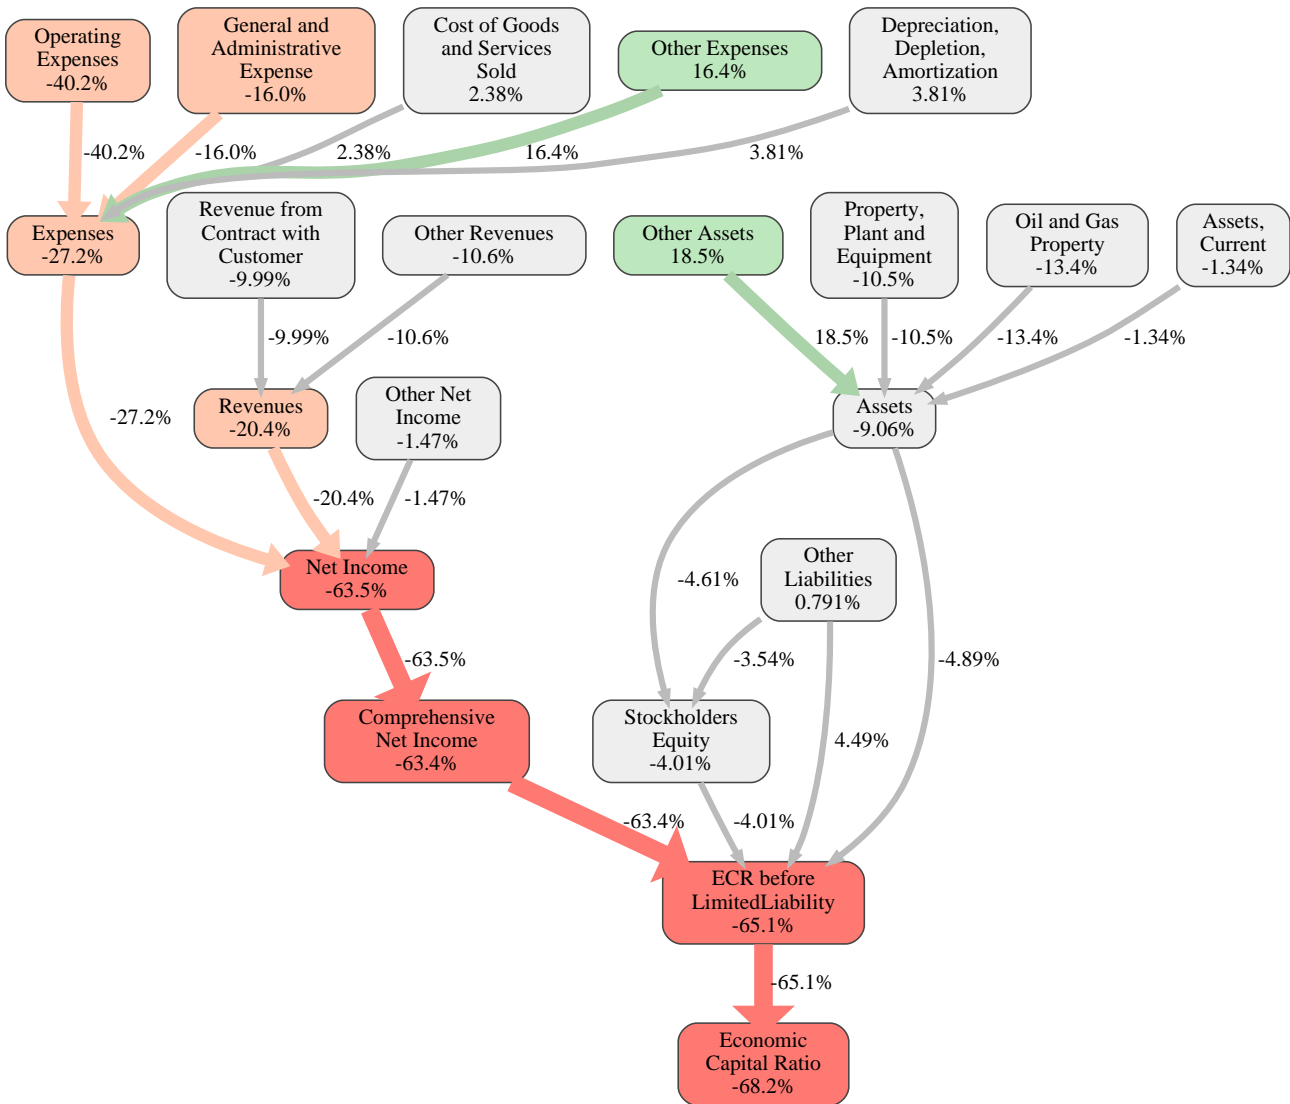 Operating
Expenses
-40.2%
General and
Administrative
Expense
-16.0%
Cost of Goods
and Services
Sold
2.38%
Other Expenses
16.4%
Depreciation,
Depletion,
Amortization
3.81%
-40.2%
-16.0%
2.38%
16.4%
3.81%
Expenses
-27.2%
Revenue from
Contract with
Customer
-9.99%
Other Revenues
-10.6%
Other Assets
18.5%
Property,
Plant and
Equipment
-10.5%
Oil and Gas
Property
-13.4%
Assets,
Current
-1.34%
-9.99%
-10.6%
18.5%
-10.5%
-13.4%
-1.34%
-27.2%
Revenues
-20.4%
Other Net
Income
-1.47%
Assets
-9.06%
-20.4%
-1.47%
Net Income
-63.5%
-4.61%
Other
Liabilities
0.791%
-63.5%
-3.54%
-4.89%
Comprehensive
Net Income
-63.4%
Stockholders
Equity
-4.01%
4.49%
-63.4%
-4.01%
ECR before
LimitedLiability
-65.1%
-65.1%
Economic
Capital Ratio
-68.2%